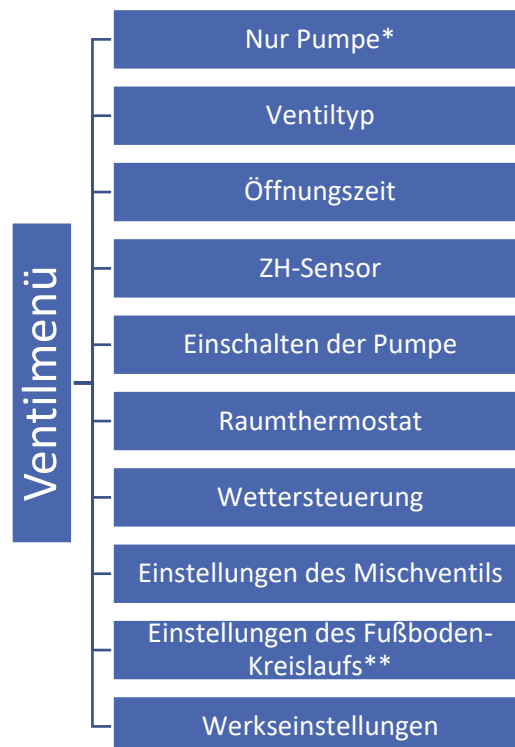 Ventilmenü
Nur Pumpe*
Ventiltyp
Öffnungszeit
ZH-Sensor
Einschalten der Pumpe
Raumthermostat
Wettersteuerung
Einstellungen des Mischventils
Einstellungen des Fußboden-
Kreislaufs**
Werkseinstellungen